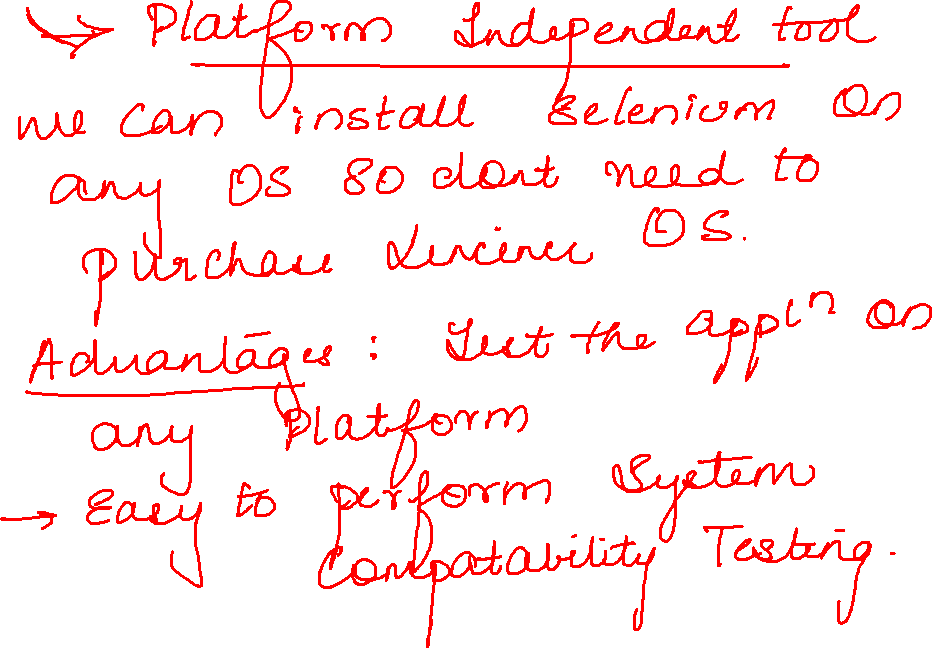 → Platform Independent tool
we can install Selenium on
any OS so dont need to
purchase OS.
Advantages : Test the appln on
any Platform
→ Easy to perform System
Compatability Testing.